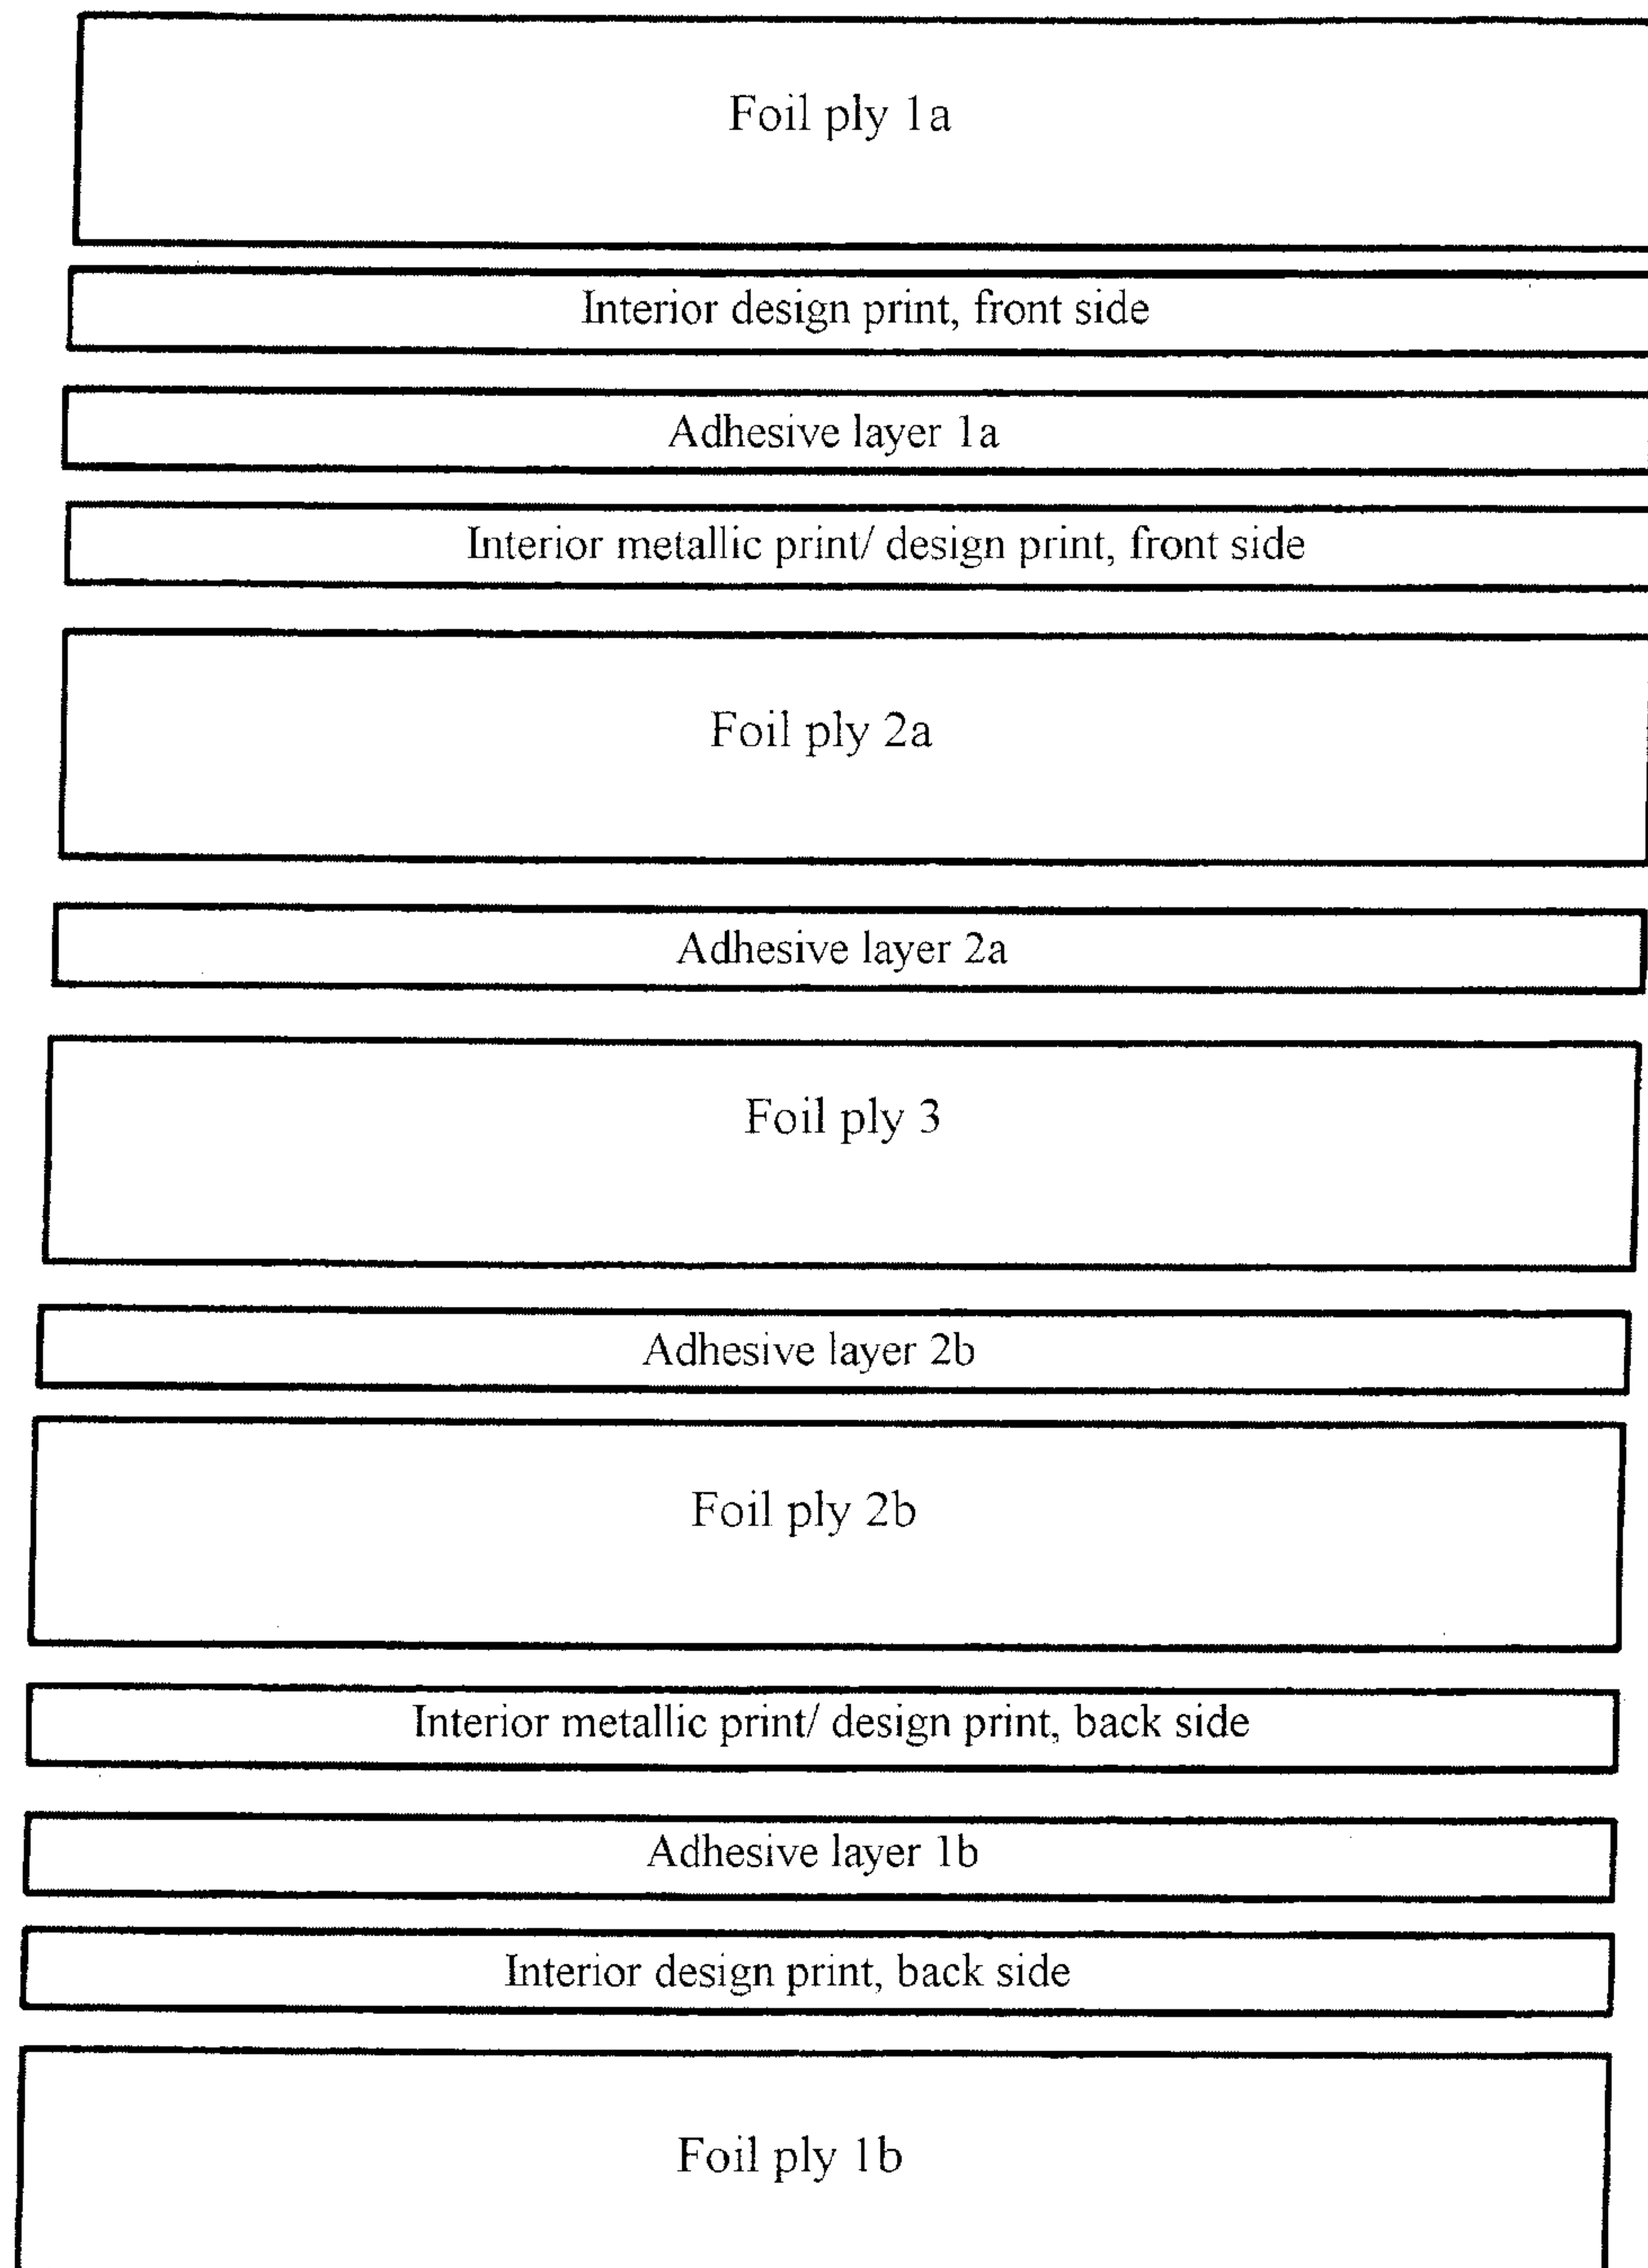 Foil ply 1a
Interior design print, front side
Adhesive layer 1a
Interior metallic print/ design print, front side
Foil ply 2a
Adhesive layer 2a
Foil ply 3
Adhesive layer 2b
Foil ply 2b
Interior metallic print/ design print, back side
Adhesive layer 1b
Interior design print, back side
Foil ply 1b